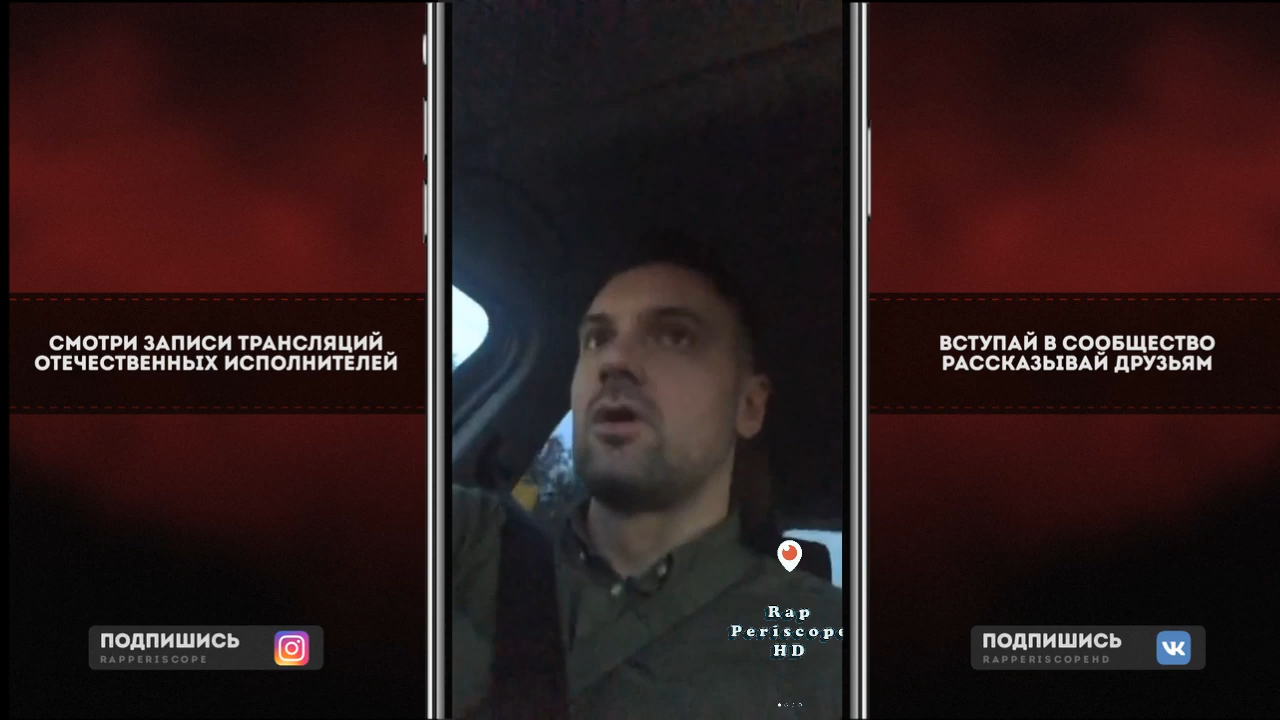 СМОТРИ ЗАПИСИ ТРАНСЛЯЦИЙ
ОТЕЧЕСТВЕННЫХ ИСПОЛНИТЕЛЕЙ
ПОДПИШИСЬ
RAPPERISCOPE
Rap
Periscope
HD
ВСТУПАЙ В СООБЩЕСТВО
РАССКАЗЫВАЙ ДРУЗЬЯМ
ПОДПИШИСЬ
RAPPERISCOPEHD